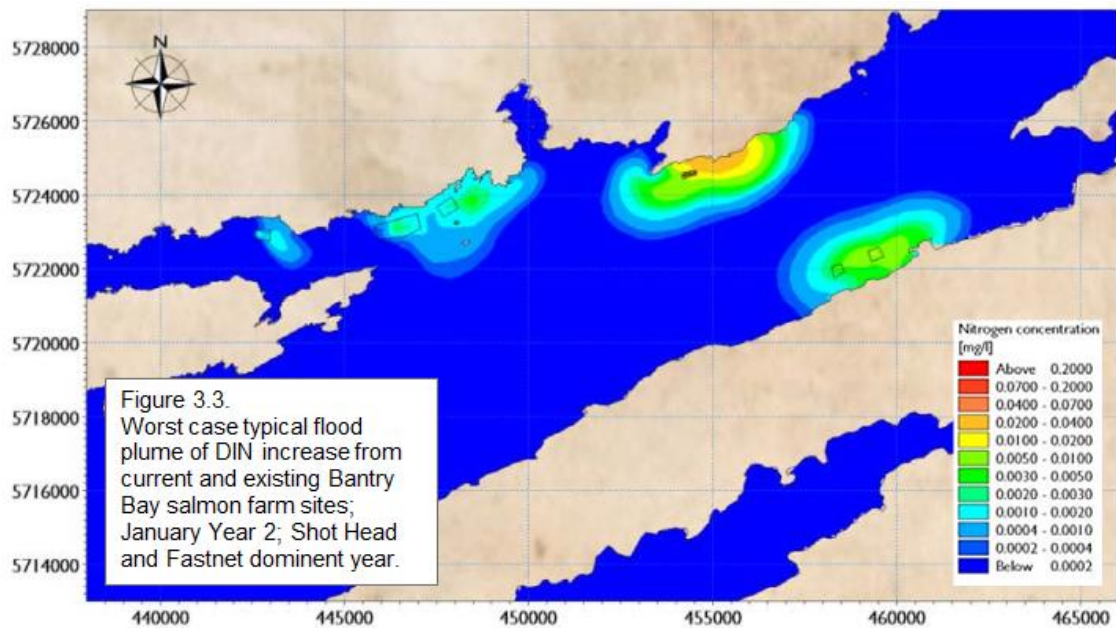 N
5728000
5726000
5724000
5722000
5720000
5718000
5716000
5714000
440000
445000
450000
455000
460000
465000
Figure 3.3.
Worst case typical flood
plume of DIN increase from
current and existing Bantry
Bay salmon farm sites;
January Year 2; Shot Head
and Fastnet dominent year.
Nitrogen concentration
[mg/l]
Above 0.2000
0.0700 - 0.2000
0.0400 - 0.0700
0.0200 - 0.0400
0.0100 - 0.0200
0.0050 - 0.0100
0.0030 - 0.0050
0.0020 - 0.0030
0.0010 - 0.0020
0.0004 - 0.0010
0.0002 - 0.0004
Below 0.0002